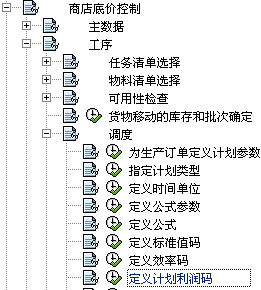 商店底价控制
主数据
工序
任务清单选择
物料清单选择
可用性检查
货物移动的库存和批次确定
调度
为生产订单定义计划参数
指定计划类型
定义时间单位
定义公式参数
定义公式
定义标准值码
定义效率码
定义计划利润码